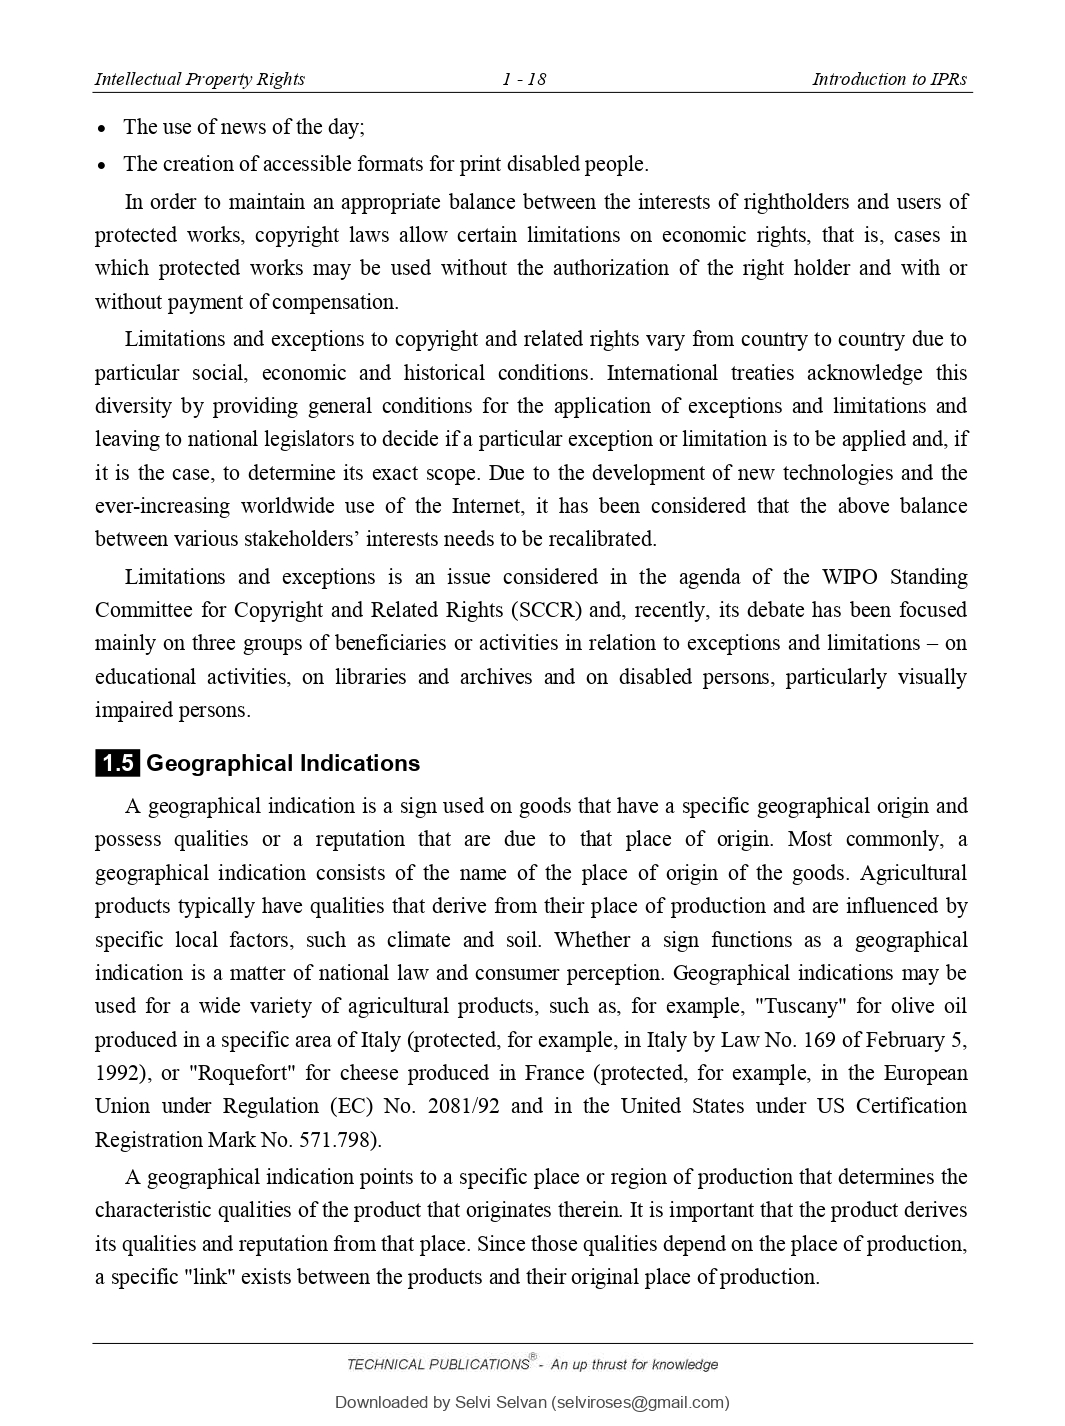 Intellectual Property Rights 1 - 18 Introduction to IPRs
• The use of news of the day;
• The creation of accessible formats for print disabled people.
In order to maintain an appropriate balance between the interests of rightholders and users of
protected works, copyright laws allow certain limitations on economic rights, that is, cases in
which protected works may be used without the authorization of the right holder and with or
without payment of compensation.
Limitations and exceptions to copyright and related rights vary from country to country due to
particular social, economic and historical conditions. International treaties acknowledge this
diversity by providing general conditions for the application of exceptions and limitations and
leaving to national legislators to decide if a particular exception or limitation is to be applied and, if
it is the case, to determine its exact scope. Due to the development of new technologies and the
ever-increasing worldwide use of the Internet, it has been considered that the above balance
between various stakeholders’ interests needs to be recalibrated.
Limitations and exceptions is an issue considered in the agenda of the WIPO Standing
Committee for Copyright and Related Rights (SCCR) and, recently, its debate has been focused
mainly on three groups of beneficiaries or activities in relation to exceptions and limitations – on
educational activities, on libraries and archives and on disabled persons, particularly visually
impaired persons.
1.5 Geographical Indications
A geographical indication is a sign used on goods that have a specific geographical origin and
possess qualities or a reputation that are due to that place of origin. Most commonly, a
geographical indication consists of the name of the place of origin of the goods. Agricultural
products typically have qualities that derive from their place of production and are influenced by
specific local factors, such as climate and soil. Whether a sign functions as a geographical
indication is a matter of national law and consumer perception. Geographical indications may be
used for a wide variety of agricultural products, such as, for example, "Tuscany" for olive oil
produced in a specific area of Italy (protected, for example, in Italy by Law No. 169 of February 5,
1992), or "Roquefort" for cheese produced in France (protected, for example, in the European
Union under Regulation (EC) No. 2081/92 and in the United States under US Certification
Registration Mark No. 571.798).
A geographical indication points to a specific place or region of production that determines the
characteristic qualities of the product that originates therein. It is important that the product derives
its qualities and reputation from that place. Since those qualities depend on the place of production,
a specific "link" exists between the products and their original place of production.
TECHNICAL PUBLICATIONS® - An up thrust for knowledge
Downloaded by Selvi Selvan (selviroses@gmail.com)